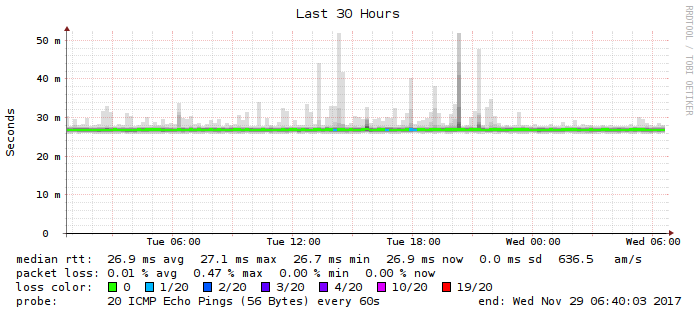 Last 30 Hours
RRDTOOL / TOBI OETIKER
Seconds
50 m
40 m
30 m
20 m
10 m
0
Tue 06:00 Tue 12:00 Tue 18:00 Wed 00:00 Wed 06:00
median rtt: 26.9 ms avg 27.1 ms max 26.7 ms min 26.9 ms now 0.0 ms sd 636.5 am/s
packet loss: 0.01 % avg 0.47 % max 0.00 % min 0.00 % now
loss color: 0 1/20 2/20 3/20 4/20 10/20 19/20
probe: 20 ICMP Echo Pings (56 Bytes) every 60s end: Wed Nov 29 06:40:03 2017